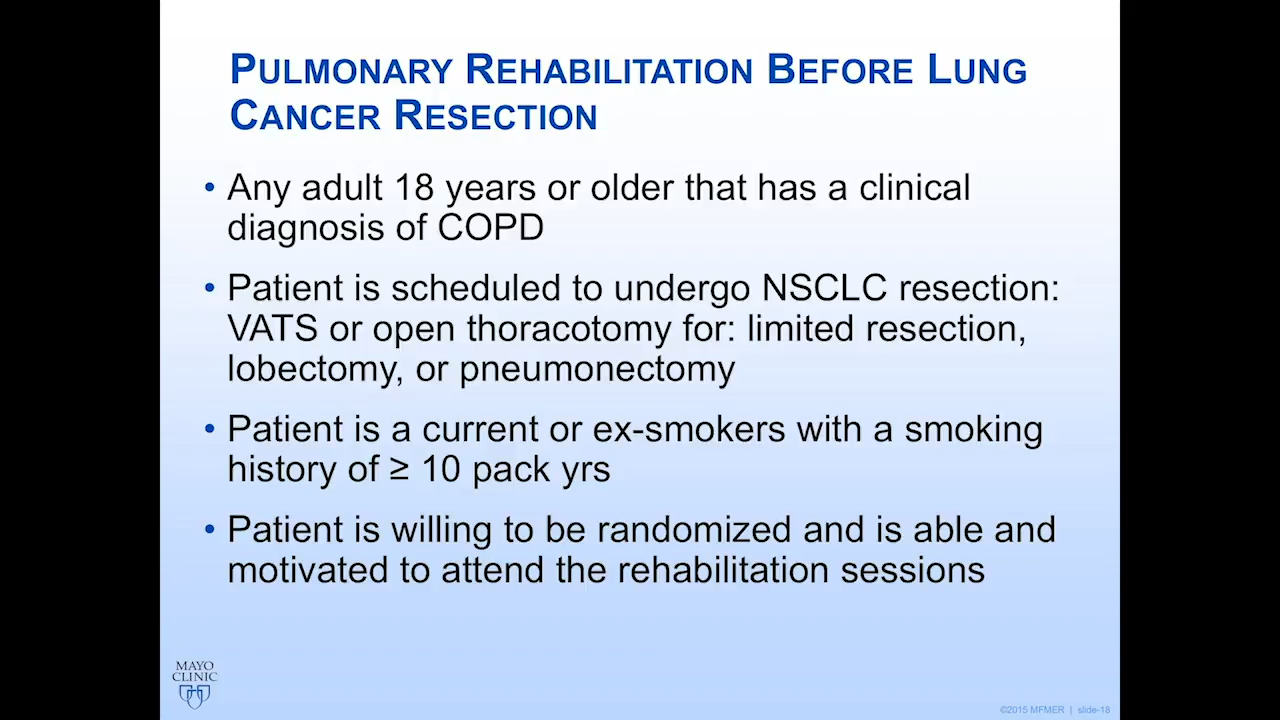 PULMONARY REHABILITATION BEFORE LUNG
CANCER RESECTION
• Any adult 18 years or older that has a clinical
diagnosis of COPD
• Patient is scheduled to undergo NSCLC resection:
VATS or open thoracotomy for: limited resection,
lobectomy, or pneumonectomy
• Patient is a current or ex-smokers with a smoking
history of ≥ 10 pack yrs
• Patient is willing to be randomized and is able and
motivated to attend the rehabilitation sessions
MAYO
CLINIC
©2015 MFMER | slide-18